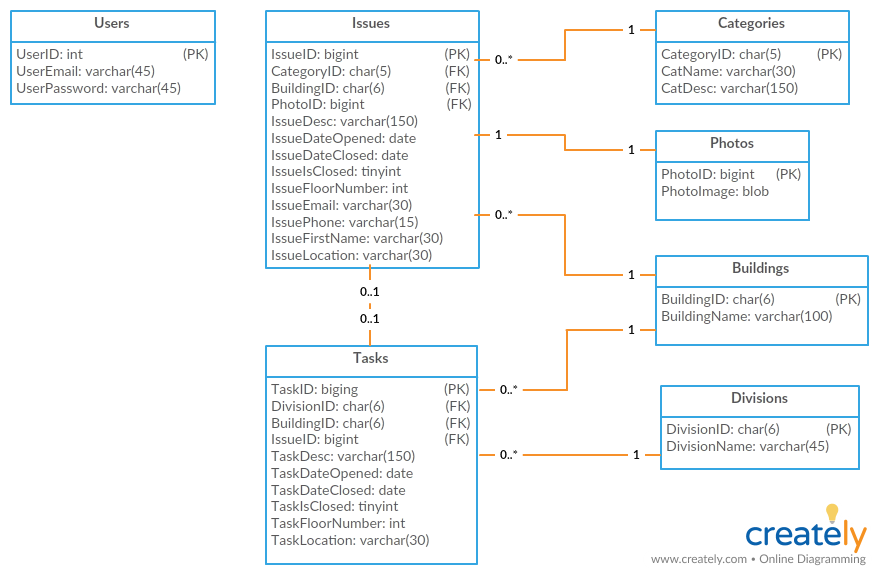 Users
UserID: int (PK)
UserEmail: varchar(45)
UserPassword: varchar(45)
Issues
IssueID: bigint (PK)
CategoryID: char(5) (FK)
BuildingID: char(6) (FK)
PhotoID: bigint (FK)
IssueDesc: varchar(150)
IssueDateOpened: date
IssueDateClosed: date
IssueIsClosed: tinyint
IssueFloorNumber: int
IssueEmail: varchar(30)
IssuePhone: varchar(15)
IssueFirstName: varchar(30)
IssueLocation: varchar(30)
0..* 1
Categories
CategoryID: char(5) (PK)
CatName: varchar(30)
CatDesc: varchar(150)
1 1
Photos
PhotoID: bigint (PK)
PhotoImage: blob
0..* 1
Buildings
BuildingID: char(6) (PK)
BuildingName: varchar(100)
0..1
0..1
Tasks
TaskID: biging (PK)
DivisionID: char(6) (FK)
BuildingID: char(6) (FK)
IssueID: bigint (FK)
TaskDesc: varchar(150)
TaskDateOpened: date
TaskDateClosed: date
TaskIsClosed: tinyint
TaskFloorNumber: int
TaskLocation: varchar(30)
0..* 1
0..* 1
Divisions
DivisionID: char(6) (PK)
DivisionName: varchar(45)
creately
www.creately.com • Online Diagramming